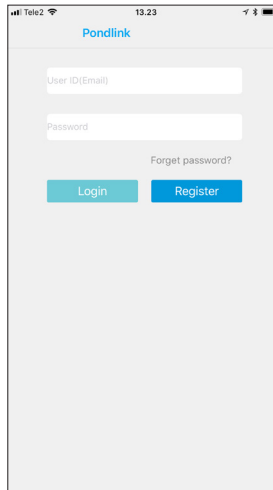 Tele2 13.23
Pondlink
User ID(Email)
Password
Forget password?
Login Register